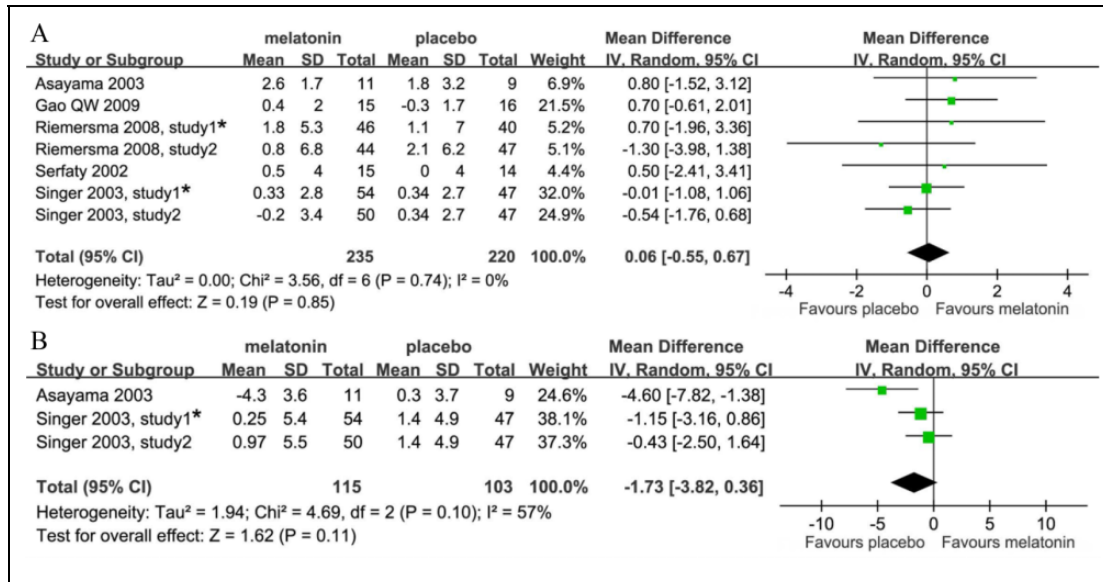 A
melatonin placebo Mean Difference Mean Difference
Study or Subgroup Mean SD Total Mean SD Total Weight IV, Random, 95% CI IV, Random, 95% CI
Asayama 2003 2.6 1.7 11 1.8 3.2 9 6.9% 0.80 [-1.52, 3.12]
Gao QW 2009 0.4 2 15 -0.3 1.7 16 21.5% 0.70 [-0.61, 2.01]
Riemersma 2008, study1* 1.8 5.3 46 1.1 7 40 5.2% 0.70 [-1.96, 3.36]
Riemersma 2008, study2 0.8 6.8 44 2.1 6.2 47 5.1% -1.30 [-3.98, 1.38]
Serfaty 2002 0.5 4 15 0 4 14 4.4% 0.50 [-2.41, 3.41]
Singer 2003, study1* 0.33 2.8 54 0.34 2.7 47 32.0% -0.01 [-1.08, 1.06]
Singer 2003, study2 -0.2 3.4 50 0.34 2.7 47 24.9% -0.54 [-1.76, 0.68]
Total (95% CI) 235 220 100.0% 0.06 [-0.55, 0.67]
Heterogeneity: Tau² = 0.00; Chi² = 3.56, df = 6 (P = 0.74); I² = 0%
Test for overall effect: Z = 0.19 (P = 0.85)
-4 -2 0 2 4
Favours placebo Favours melatonin
B
melatonin placebo Mean Difference Mean Difference
Study or Subgroup Mean SD Total Mean SD Total Weight IV, Random, 95% CI IV, Random, 95% CI
Asayama 2003 -4.3 3.6 11 0.3 3.7 9 24.6% -4.60 [-7.82, -1.38]
Singer 2003, study1* 0.25 5.4 54 1.4 4.9 47 38.1% -1.15 [-3.16, 0.86]
Singer 2003, study2 0.97 5.5 50 1.4 4.9 47 37.3% -0.43 [-2.50, 1.64]
Total (95% CI) 115 103 100.0% -1.73 [-3.82, 0.36]
Heterogeneity: Tau² = 1.94; Chi² = 4.69, df = 2 (P = 0.10); I² = 57%
Test for overall effect: Z = 1.62 (P = 0.11)
-10 -5 0 5 10
Favours placebo Favours melatonin